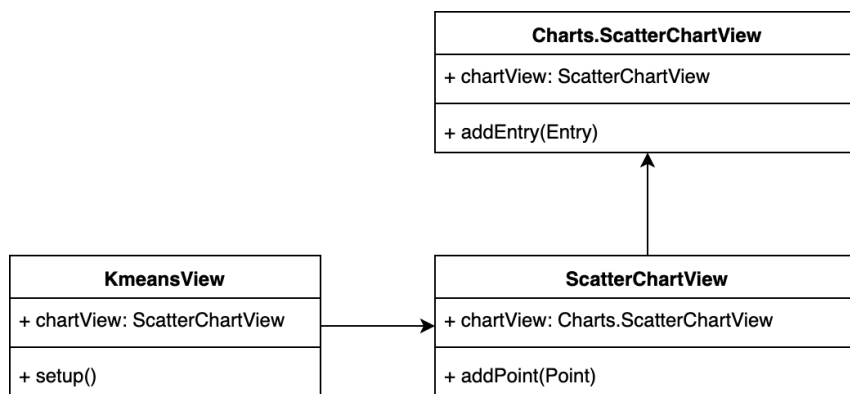 Charts.ScatterChartView
+ chartView: ScatterChartView
+ addEntry(Entry)
KmeansView
+ chartView: ScatterChartView
+ setup()
ScatterChartView
+ chartView: Charts.ScatterChartView
+ addPoint(Point)